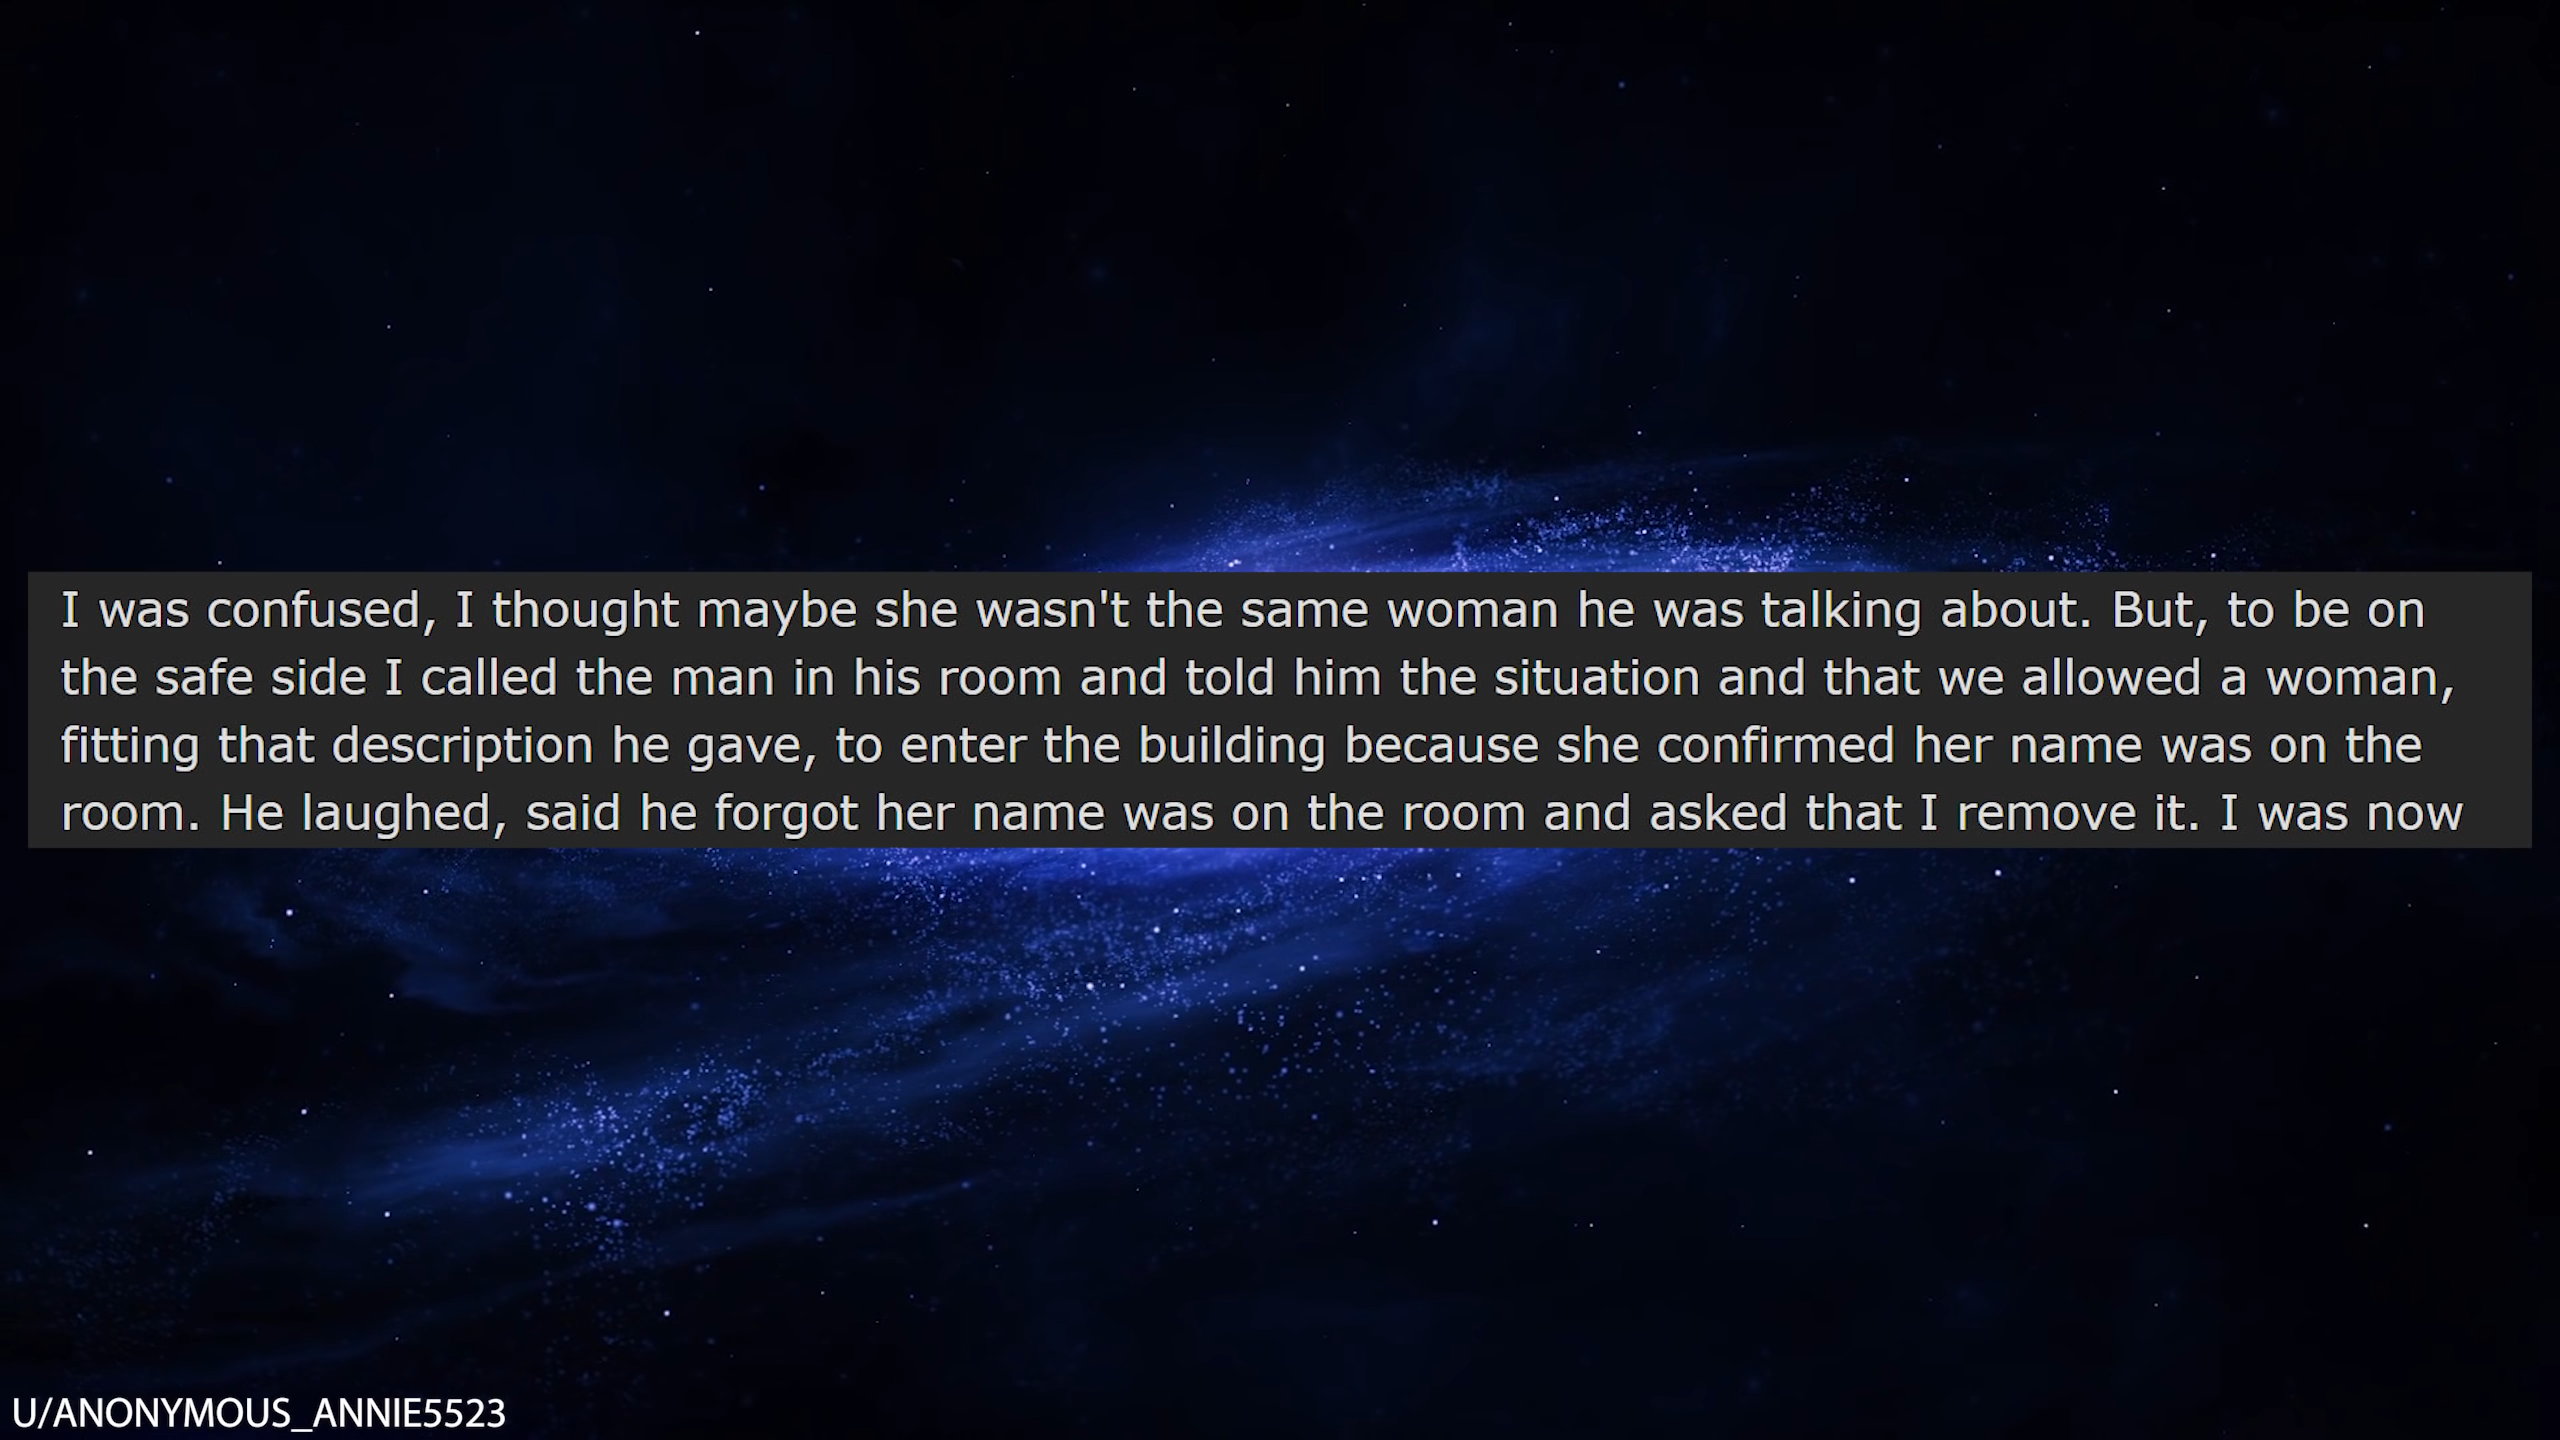 I was confused, I thought maybe she wasn't the same woman he was talking about. But, to be on
the safe side I called the man in his room and told him the situation and that we allowed a woman,
fitting that description he gave, to enter the building because she confirmed her name was on the
room. He laughed, said he forgot her name was on the room and asked that I remove it. I was now
U/ANONYMOUS_ANNIE5523